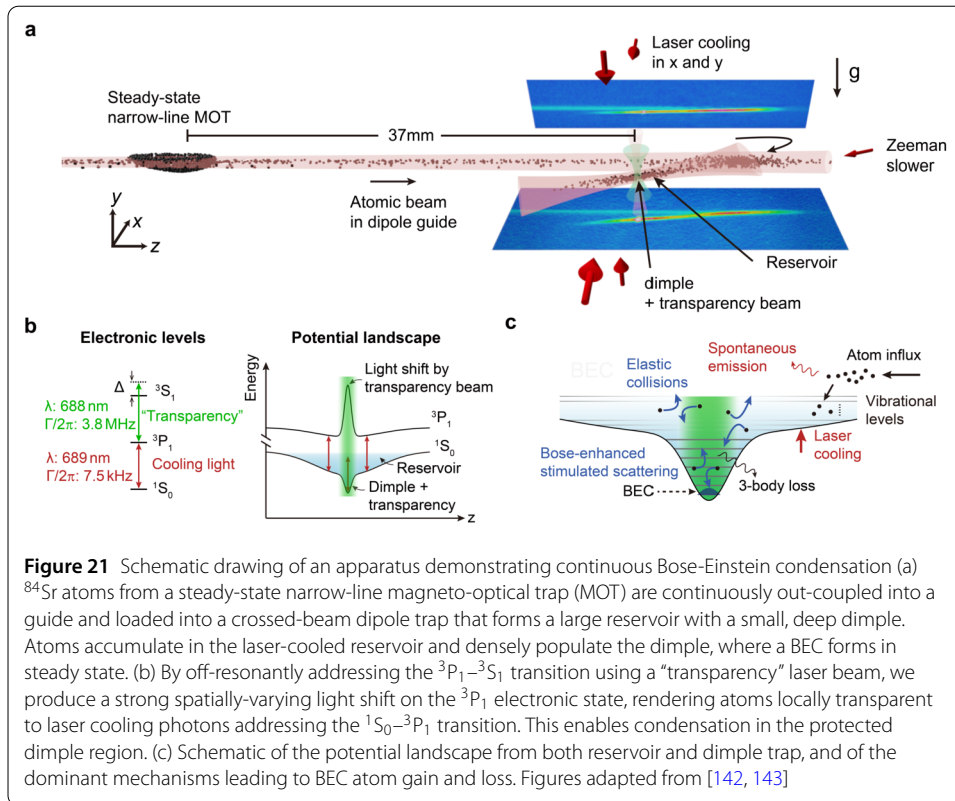 a
Laser cooling
in x and y
g
Steady-state
narrow-line MOT
37mm
Zeeman
slower
Atomic beam
in dipole guide
y
x
z
Reservoir
dimple
+ transparency beam
b
Electronic levels
Δ
³S₁
λ: 688 nm
Γ/2π: 3.8 MHz
"Transparency"
³P₁
λ: 689 nm
Γ/2π: 7.5 kHz
Cooling light
¹S₀
Potential landscape
Energy
Light shift by
transparency beam
³P₁
¹S₀
Reservoir
Dimple +
transparency
z
c
BEC
Elastic
collisions
Spontaneous
emission
Atom influx
Vibrational
levels
Laser
cooling
Bose-enhanced
stimulated scattering
3-body loss
BEC
Figure 21 Schematic drawing of an apparatus demonstrating continuous Bose-Einstein condensation (a)
⁸⁴Sr atoms from a steady-state narrow-line magneto-optical trap (MOT) are continuously out-coupled into a
guide and loaded into a crossed-beam dipole trap that forms a large reservoir with a small, deep dimple.
Atoms accumulate in the laser-cooled reservoir and densely populate the dimple, where a BEC forms in
steady state. (b) By off-resonantly addressing the ³P₁–³S₁ transition using a "transparency" laser beam, we
produce a strong spatially-varying light shift on the ³P₁ electronic state, rendering atoms locally transparent
to laser cooling photons addressing the ¹S₀–³P₁ transition. This enables condensation in the protected
dimple region. (c) Schematic of the potential landscape from both reservoir and dimple trap, and of the
dominant mechanisms leading to BEC atom gain and loss. Figures adapted from [142, 143]